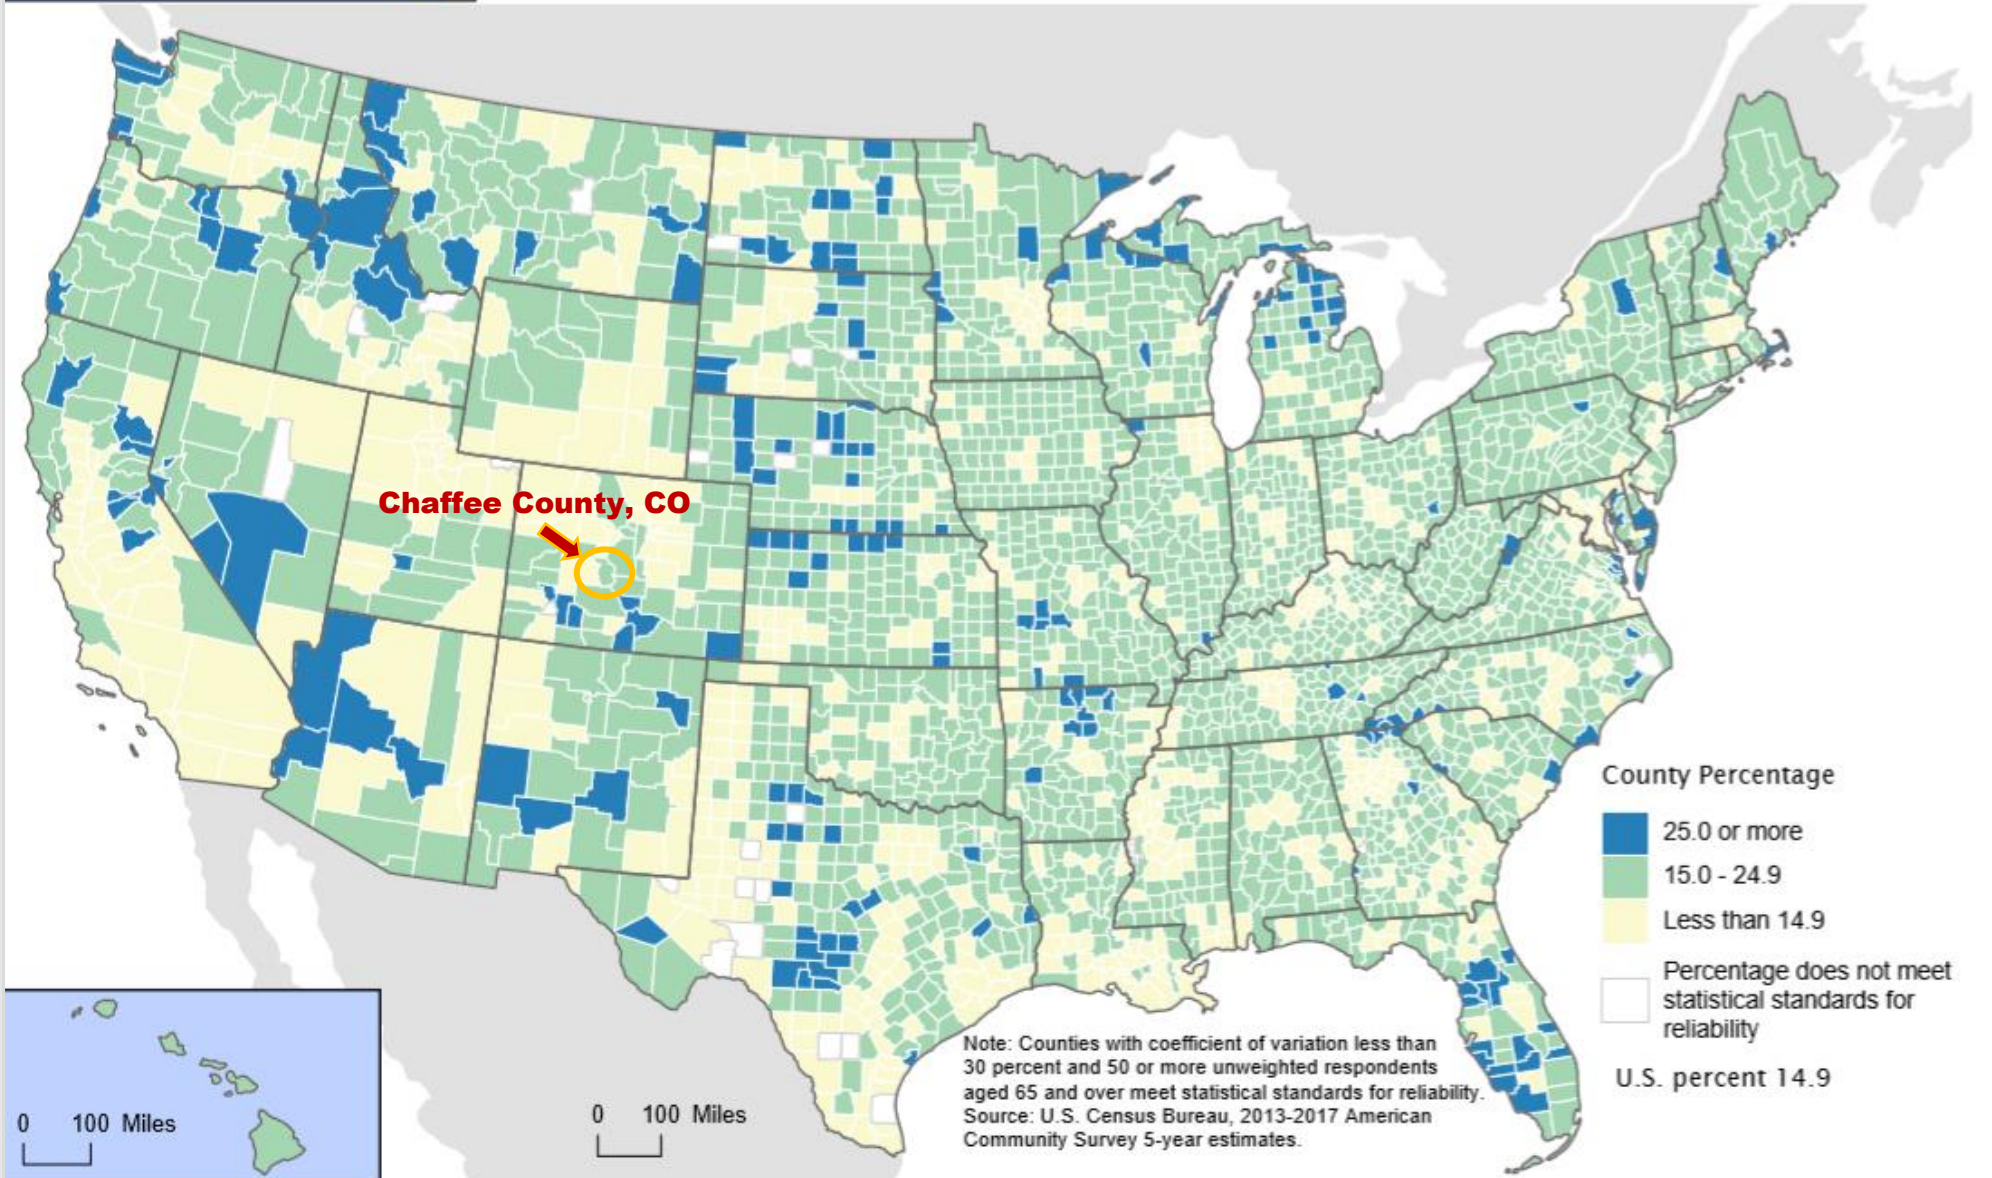 Chaffee County, CO
County Percentage
25.0 or more
15.0 - 24.9
Less than 14.9
Percentage does not meet
statistical standards for
reliability
U.S. percent 14.9
Note: Counties with coefficient of variation less than
30 percent and 50 or more unweighted respondents
aged 65 and over meet statistical standards for reliability.
Source: U.S. Census Bureau, 2013-2017 American
Community Survey 5-year estimates.
0 100 Miles
0 100 Miles